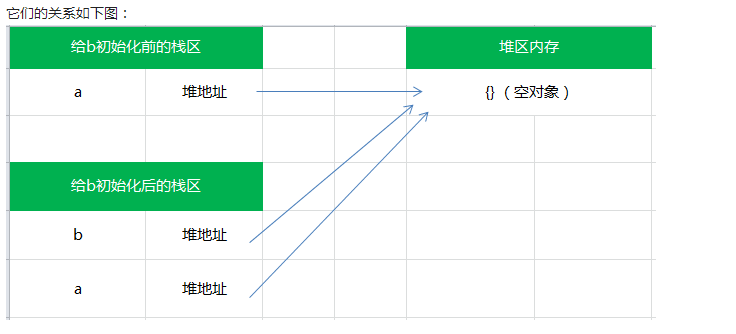 它们的关系如下图：
给b初始化前的栈区 堆区内存
a 堆地址 {} （空对象）
给b初始化后的栈区
b 堆地址
a 堆地址